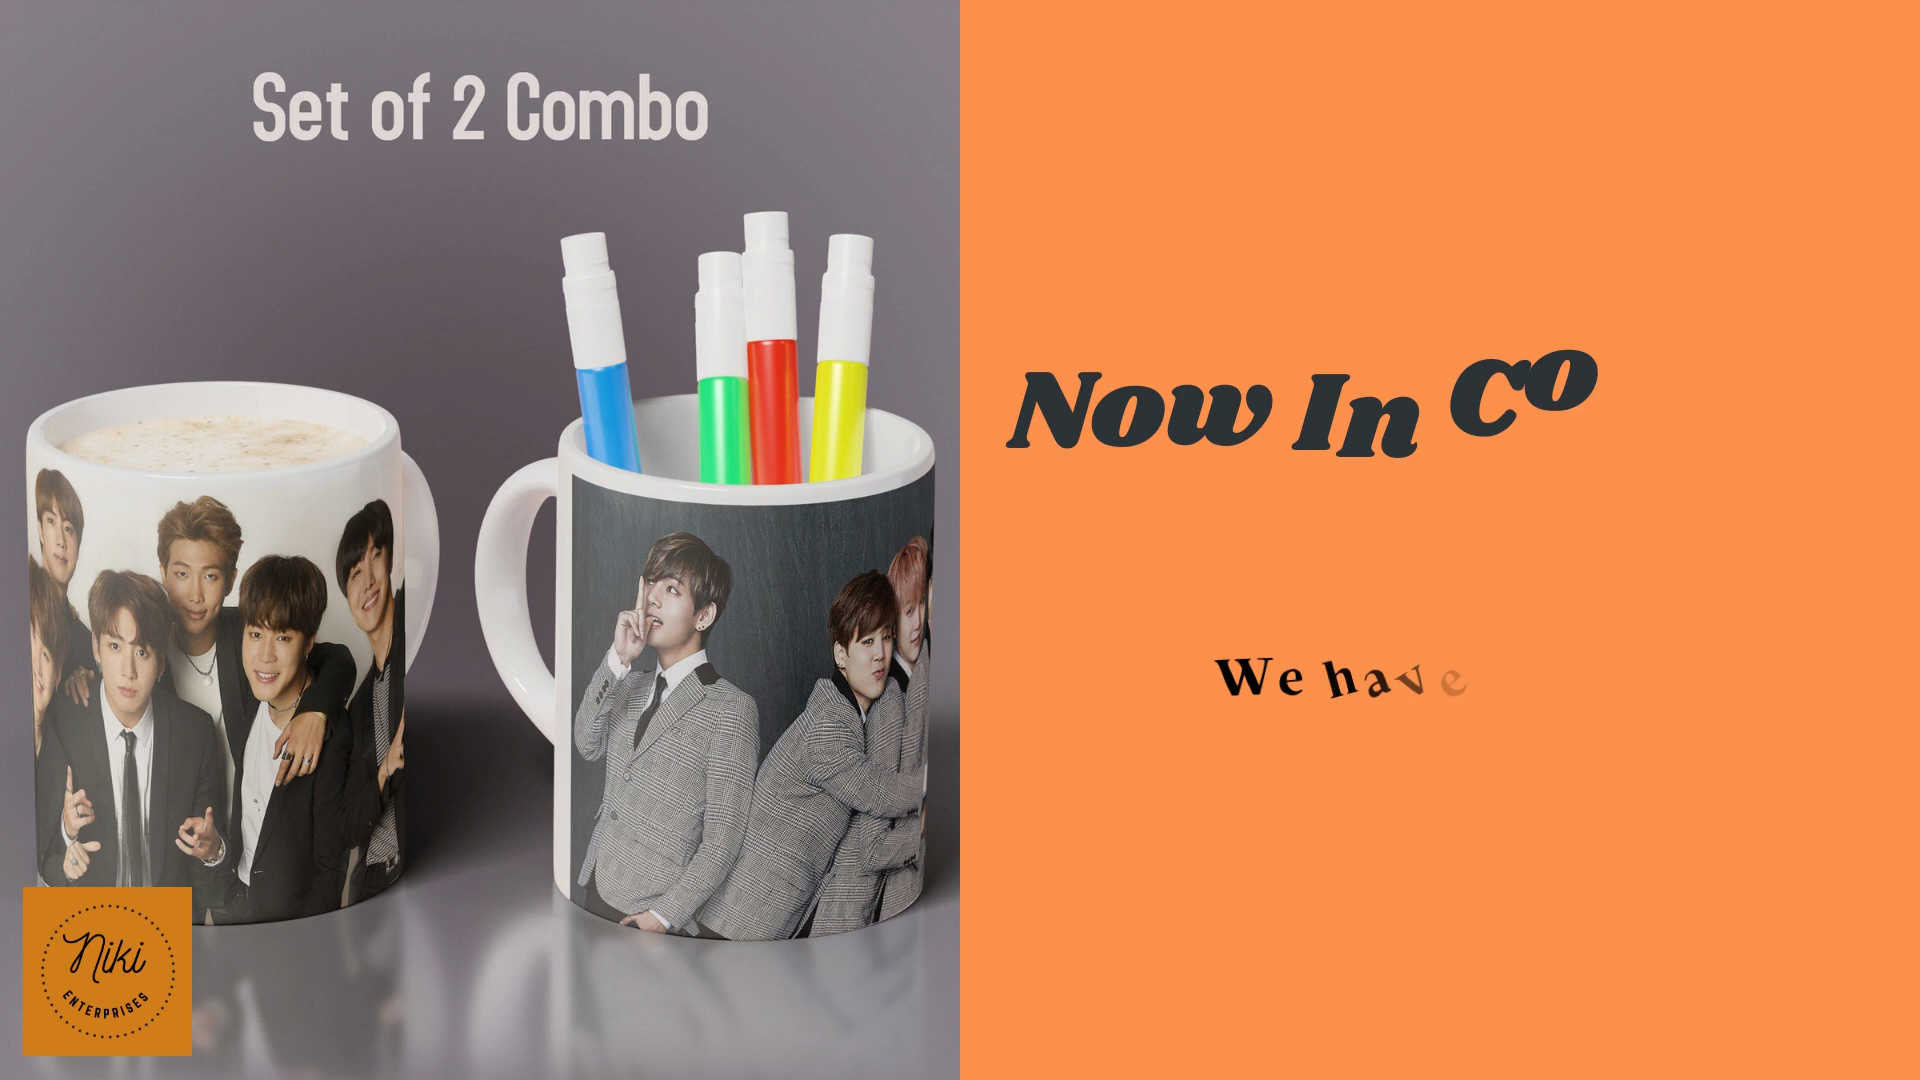 Set of 2 Combo
Now In Co
We have
Niki
ENTERPRISES